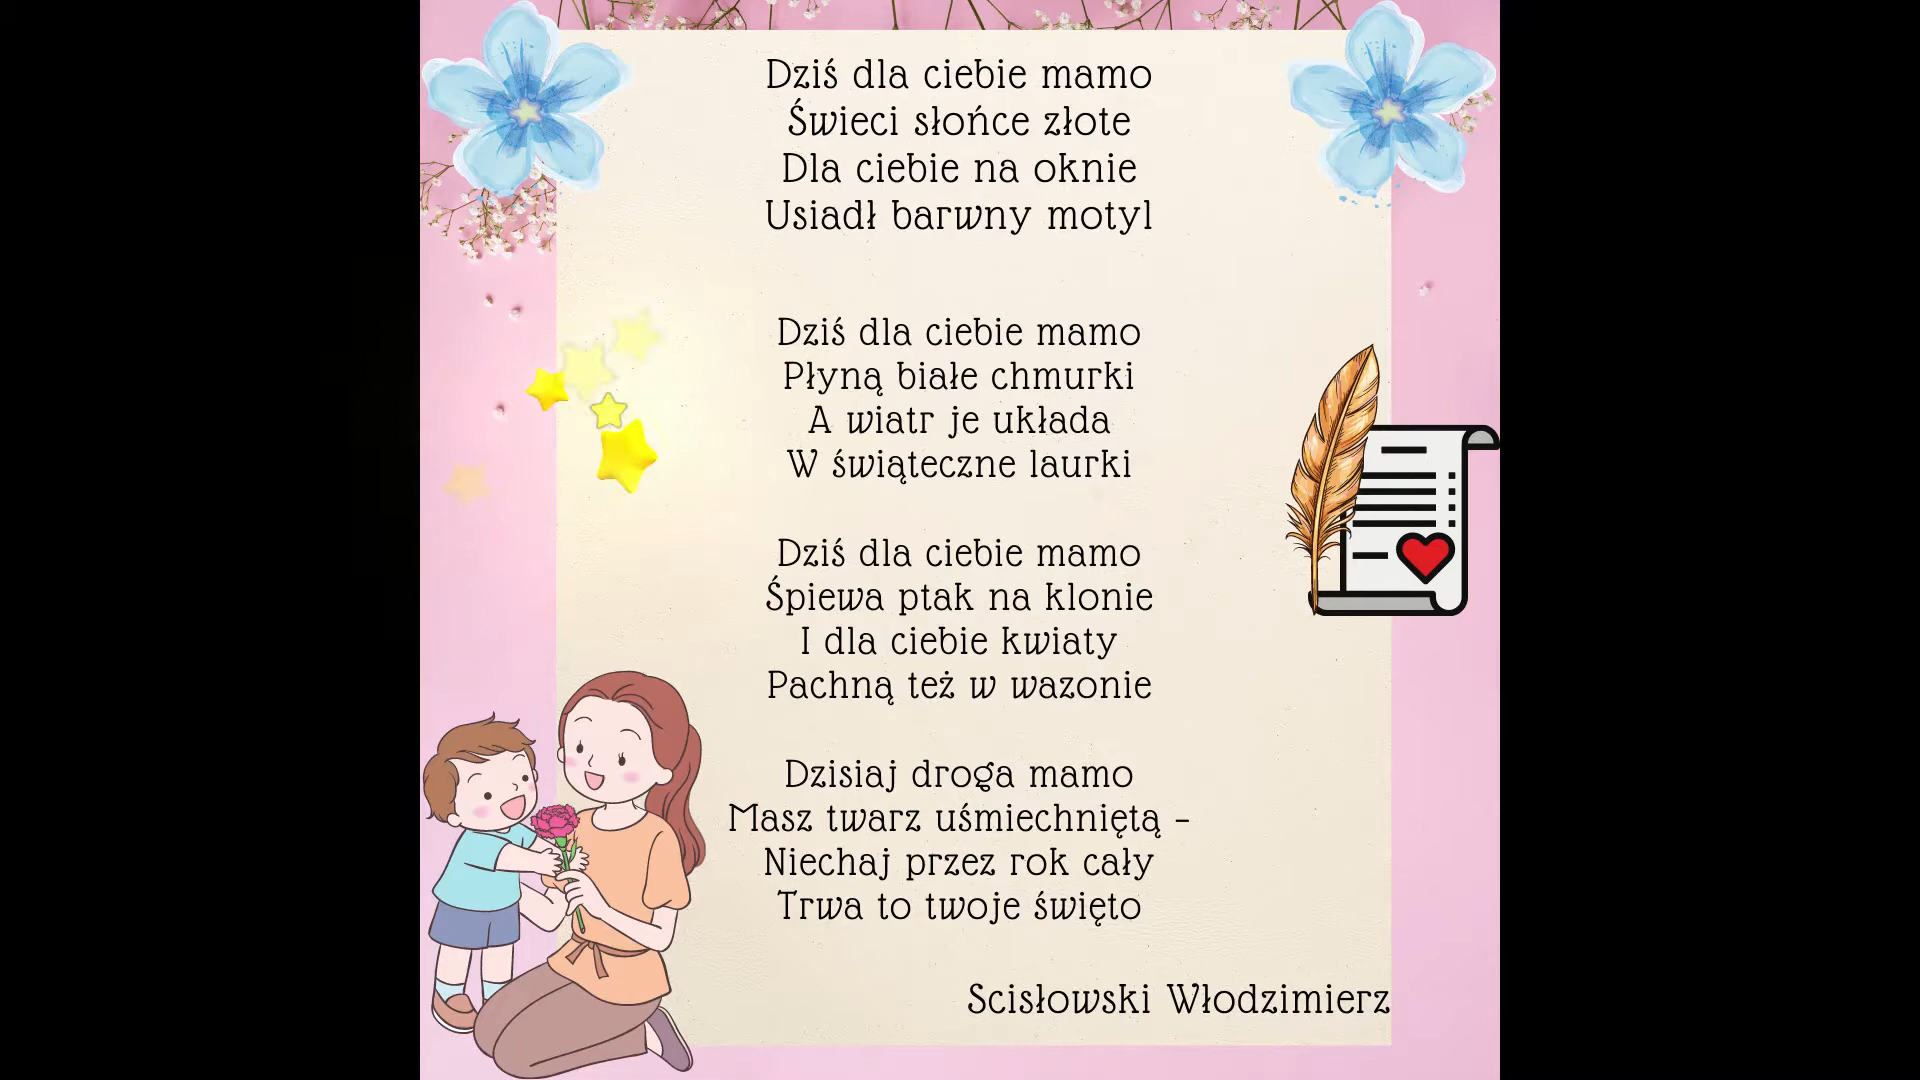 Dziś dla ciebie mamo
Świeci słońce złote
Dla ciebie na oknie
Usiadł barwny motyl
Dziś dla ciebie mamo
Płyną białe chmurki
A wiatr je układa
W świąteczne laurki
Dziś dla ciebie mamo
Śpiewa ptak na klonie
I dla ciebie kwiaty
Pachną też w wazonie
Dzisiaj droga mamo
Masz twarz uśmiechniętą -
Niechaj przez rok cały
Trwa to twoje święto
Scisłowski Włodzimierz